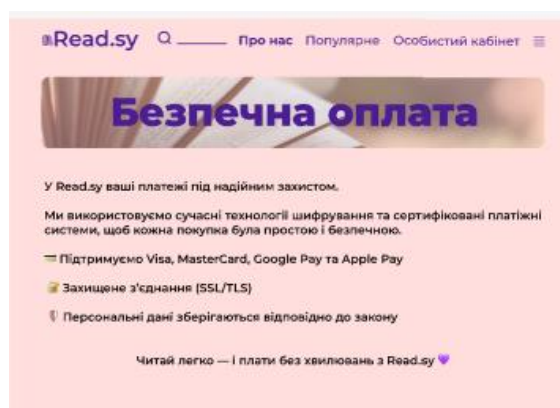 Read.sy Про нас Популярне Особистий кабінет
Безпечна оплата
У Read.sy ваші платежі під надійним захистом.
Ми використовуємо сучасні технології шифрування та сертифіковані платіжні
системи, щоб кожна покупка була простою і безпечною.
💳Підтримуємо Visa, MasterCard, Google Pay та Apple Pay
🔐Захищене з'єднання (SSL/TLS)
🛡 Персональні дані зберігаються відповідно до закону
Читай легко — і плати без хвилювань з Read.sy 💜